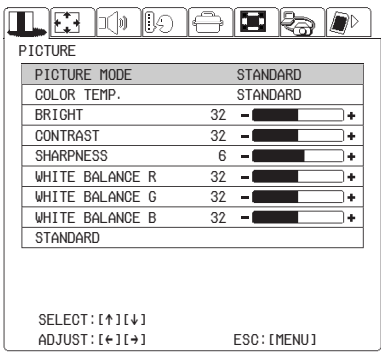 PICTURE
PICTURE MODE STANDARD
COLOR TEMP. STANDARD
BRIGHT 32 - +
CONTRAST 32 - +
SHARPNESS 6 - +
WHITE BALANCE R 32 - +
WHITE BALANCE G 32 - +
WHITE BALANCE B 32 - +
STANDARD
SELECT:[↑][↓]
ADJUST:[←][→] ESC:[MENU]